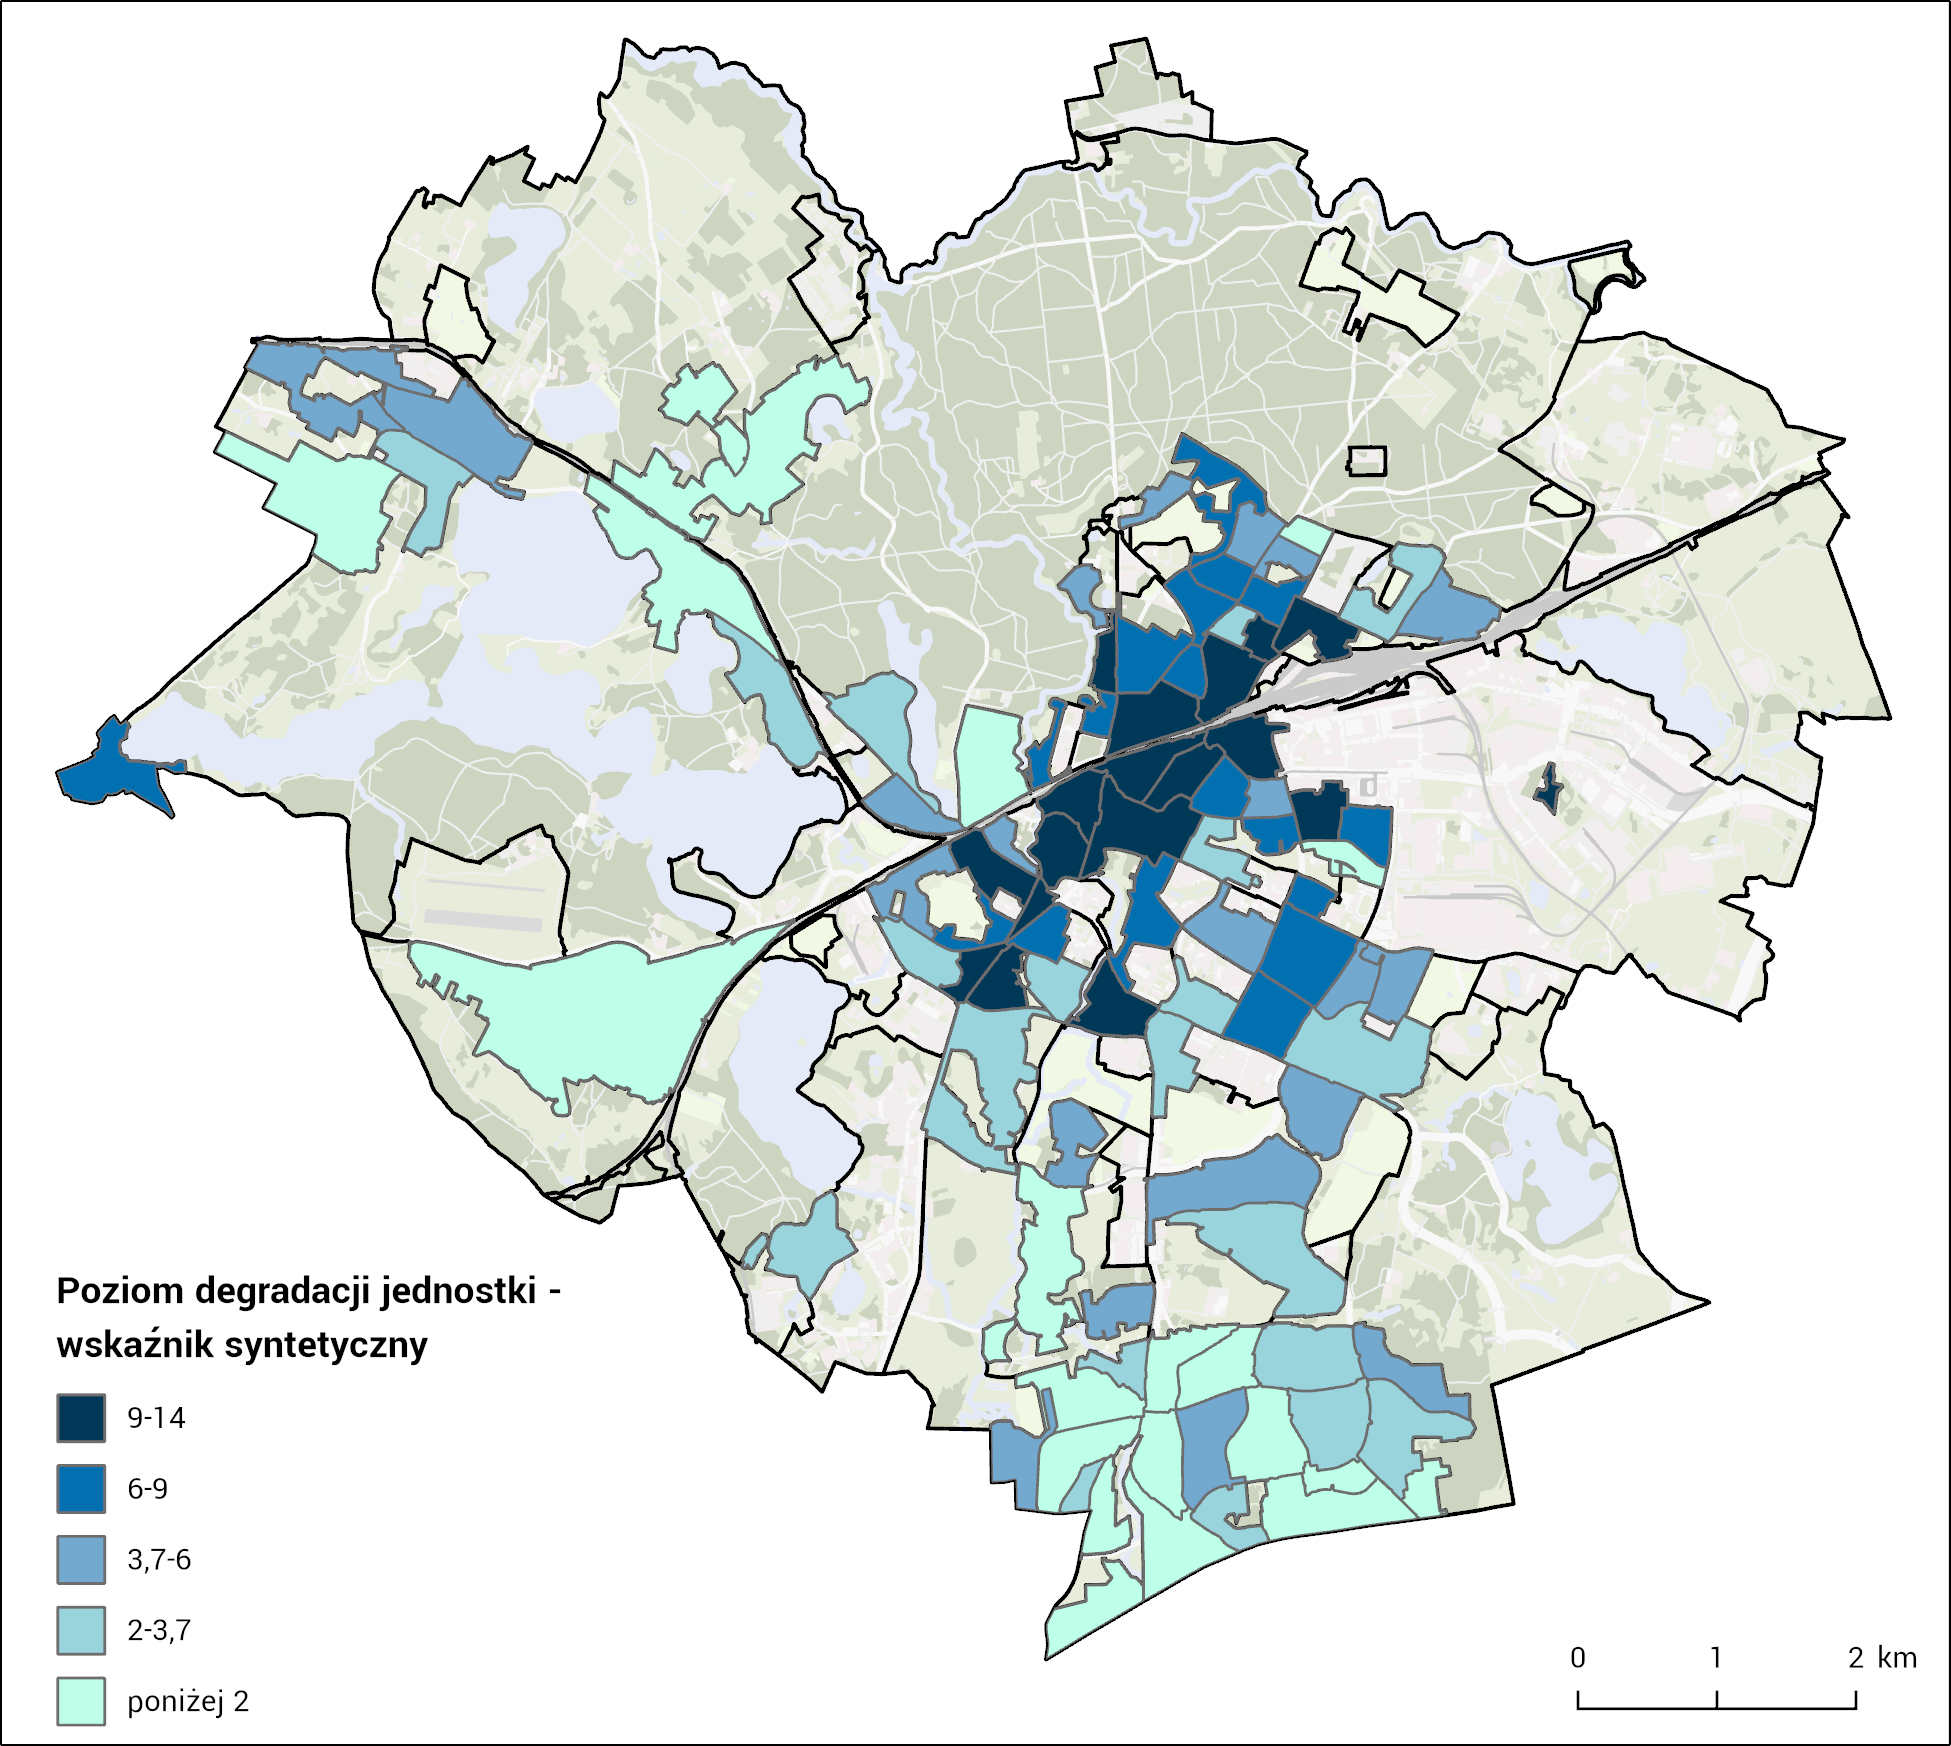 Poziom degradacji jednostki -
wskaźnik syntetyczny
9-14
6-9
3,7-6
2-3,7
poniżej 2
0 1 2 km